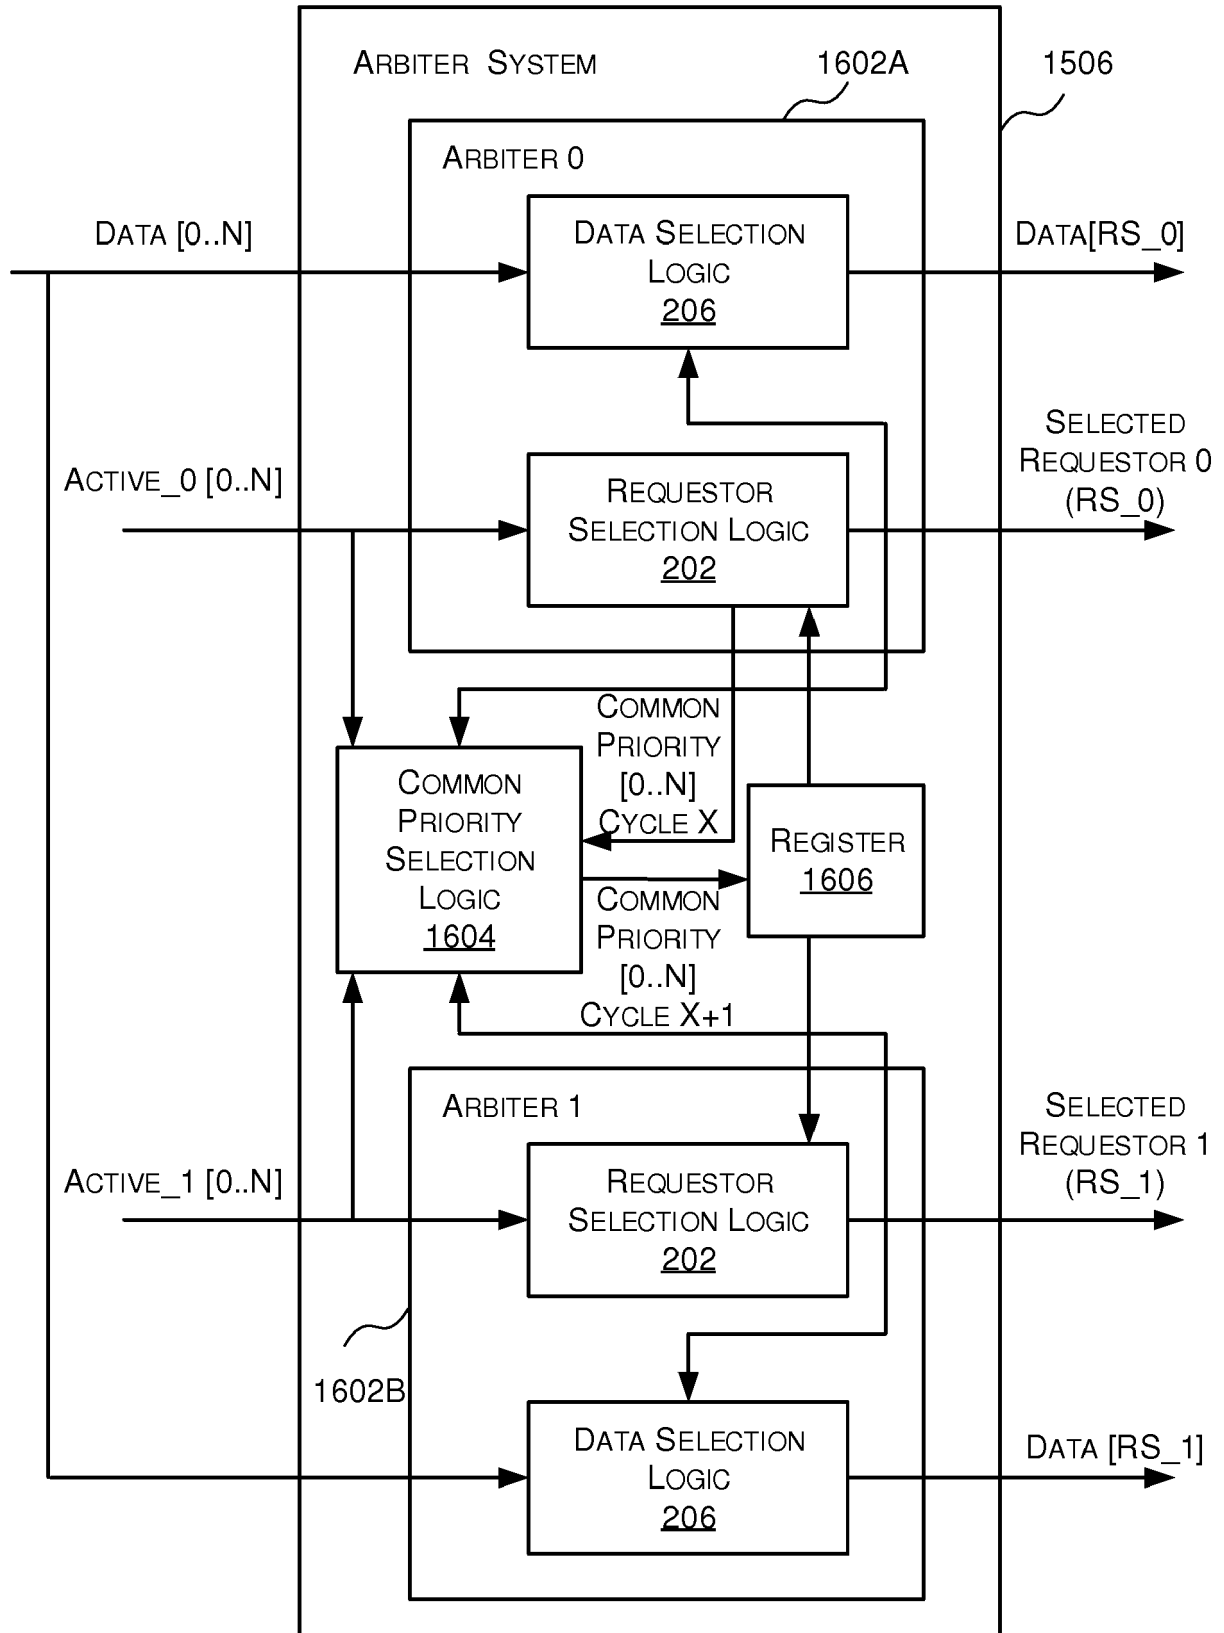 ARBITER SYSTEM
1602A
1506
ARBITER 0
DATA [0..N]
DATA SELECTION
LOGIC
206
DATA[RS_0]
ACTIVE_0 [0..N]
REQUESTOR
SELECTION LOGIC
202
SELECTED
REQUESTOR 0
(RS_0)
COMMON
PRIORITY
[0..N]
CYCLE X
COMMON
PRIORITY
SELECTION
LOGIC
1604
REGISTER
1606
COMMON
PRIORITY
[0..N]
CYCLE X+1
ARBITER 1
ACTIVE_1 [0..N]
REQUESTOR
SELECTION LOGIC
202
SELECTED
REQUESTOR 1
(RS_1)
1602B
DATA SELECTION
LOGIC
206
DATA [RS_1]